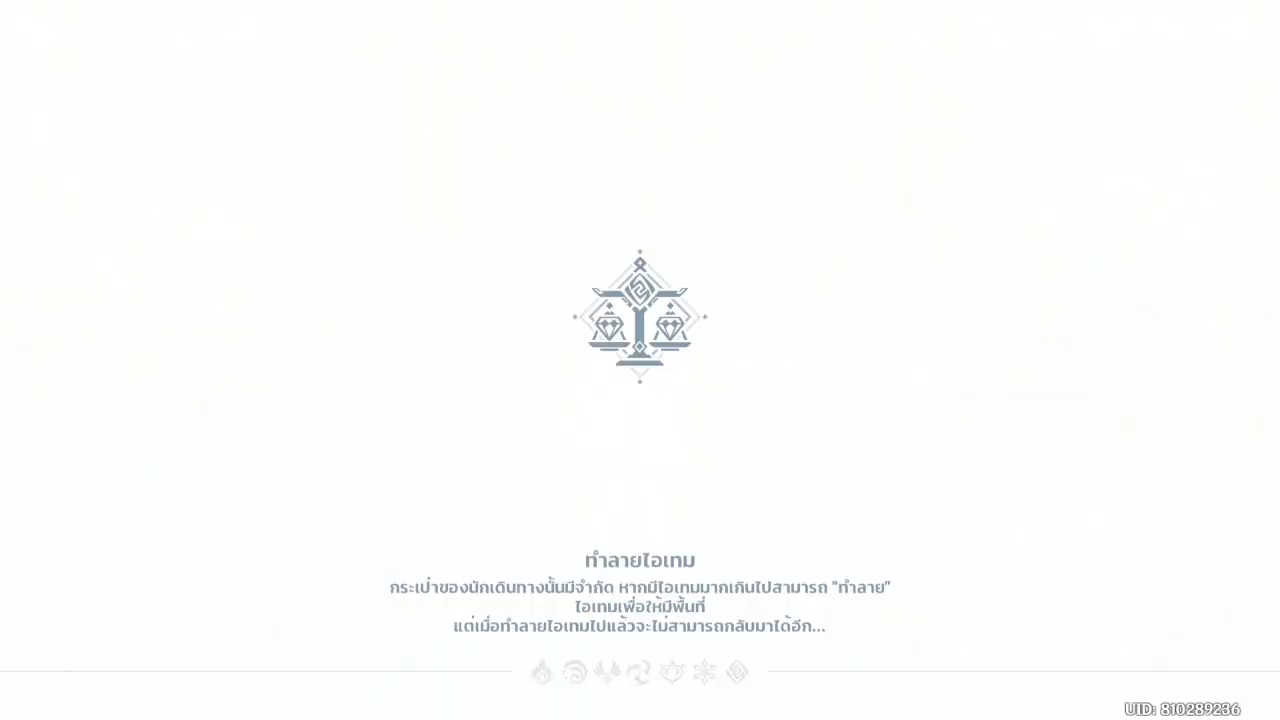 ทำลายไอเทม
กระเป๋าของนักเดินทางนั้นมีจำกัด หากมีไอเทมมากเกินไปสามารถ "ทำลาย"
ไอเทมเพื่อให้มีพื้นที่
แต่เมื่อทำลายไอเทมไปแล้วจะไม่สามารถกลับมาได้อีก...
UID: 810289236